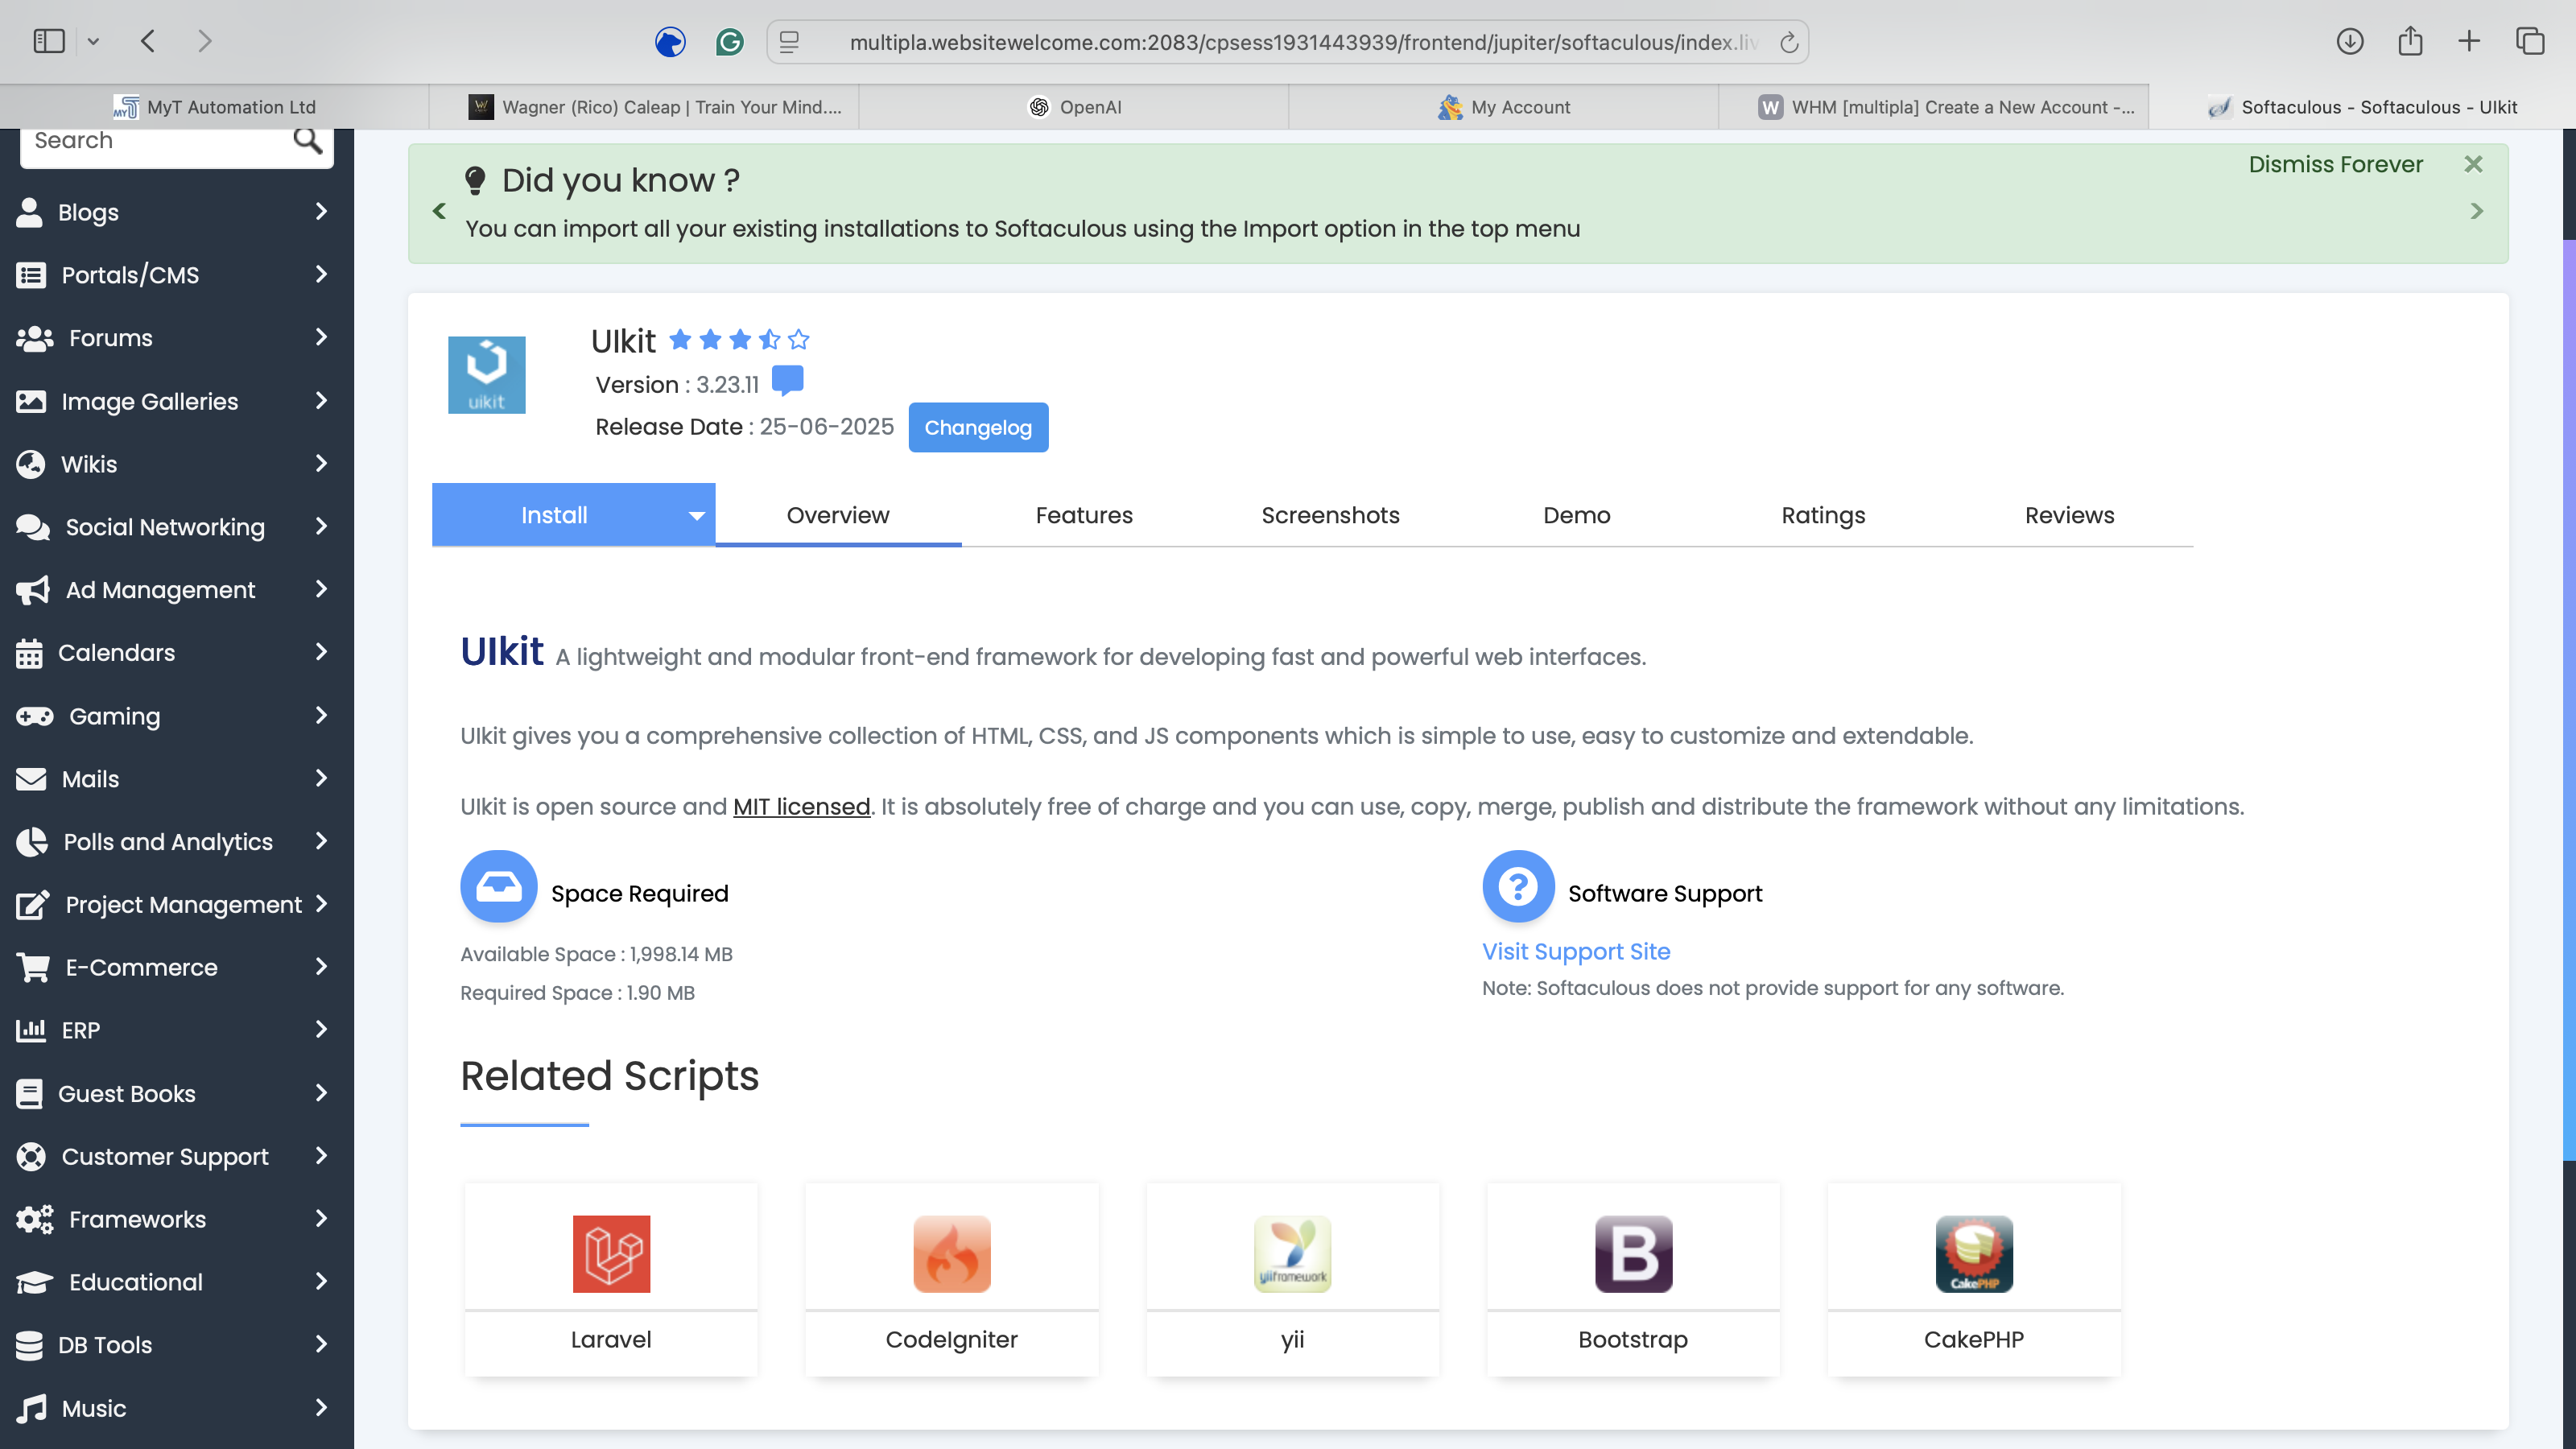 multipla.websitewelcome.com:2083/cpsess1931443939/frontend/jupiter/softaculous/index.liv
MyT Automation Ltd
Wagner (Rico) Caleap | Train Your Mind....
OpenAI
My Account
W WHM [multipla] Create a New Account -...
Softaculous - Softaculous - UIkit
Search
Blogs
Portals/CMS
Forums
Image Galleries
Wikis
Social Networking
Ad Management
Calendars
Gaming
Mails
Polls and Analytics
Project Management
E-Commerce
ERP
Guest Books
Customer Support
Frameworks
Educational
DB Tools
Music
Did you know ?
Dismiss Forever
You can import all your existing installations to Softaculous using the Import option in the top menu
uikit
UIkit
Version : 3.23.11
Release Date : 25-06-2025 Changelog
Install Overview Features Screenshots Demo Ratings Reviews
UIkit A lightweight and modular front-end framework for developing fast and powerful web interfaces.
UIkit gives you a comprehensive collection of HTML, CSS, and JS components which is simple to use, easy to customize and extendable.
UIkit is open source and MIT licensed. It is absolutely free of charge and you can use, copy, merge, publish and distribute the framework without any limitations.
Space Required
Available Space : 1,998.14 MB
Required Space : 1.90 MB
Software Support
Visit Support Site
Note: Softaculous does not provide support for any software.
Related Scripts
Laravel
CodeIgniter
yiiframework
yii
B
Bootstrap
CakePHP
CakePHP